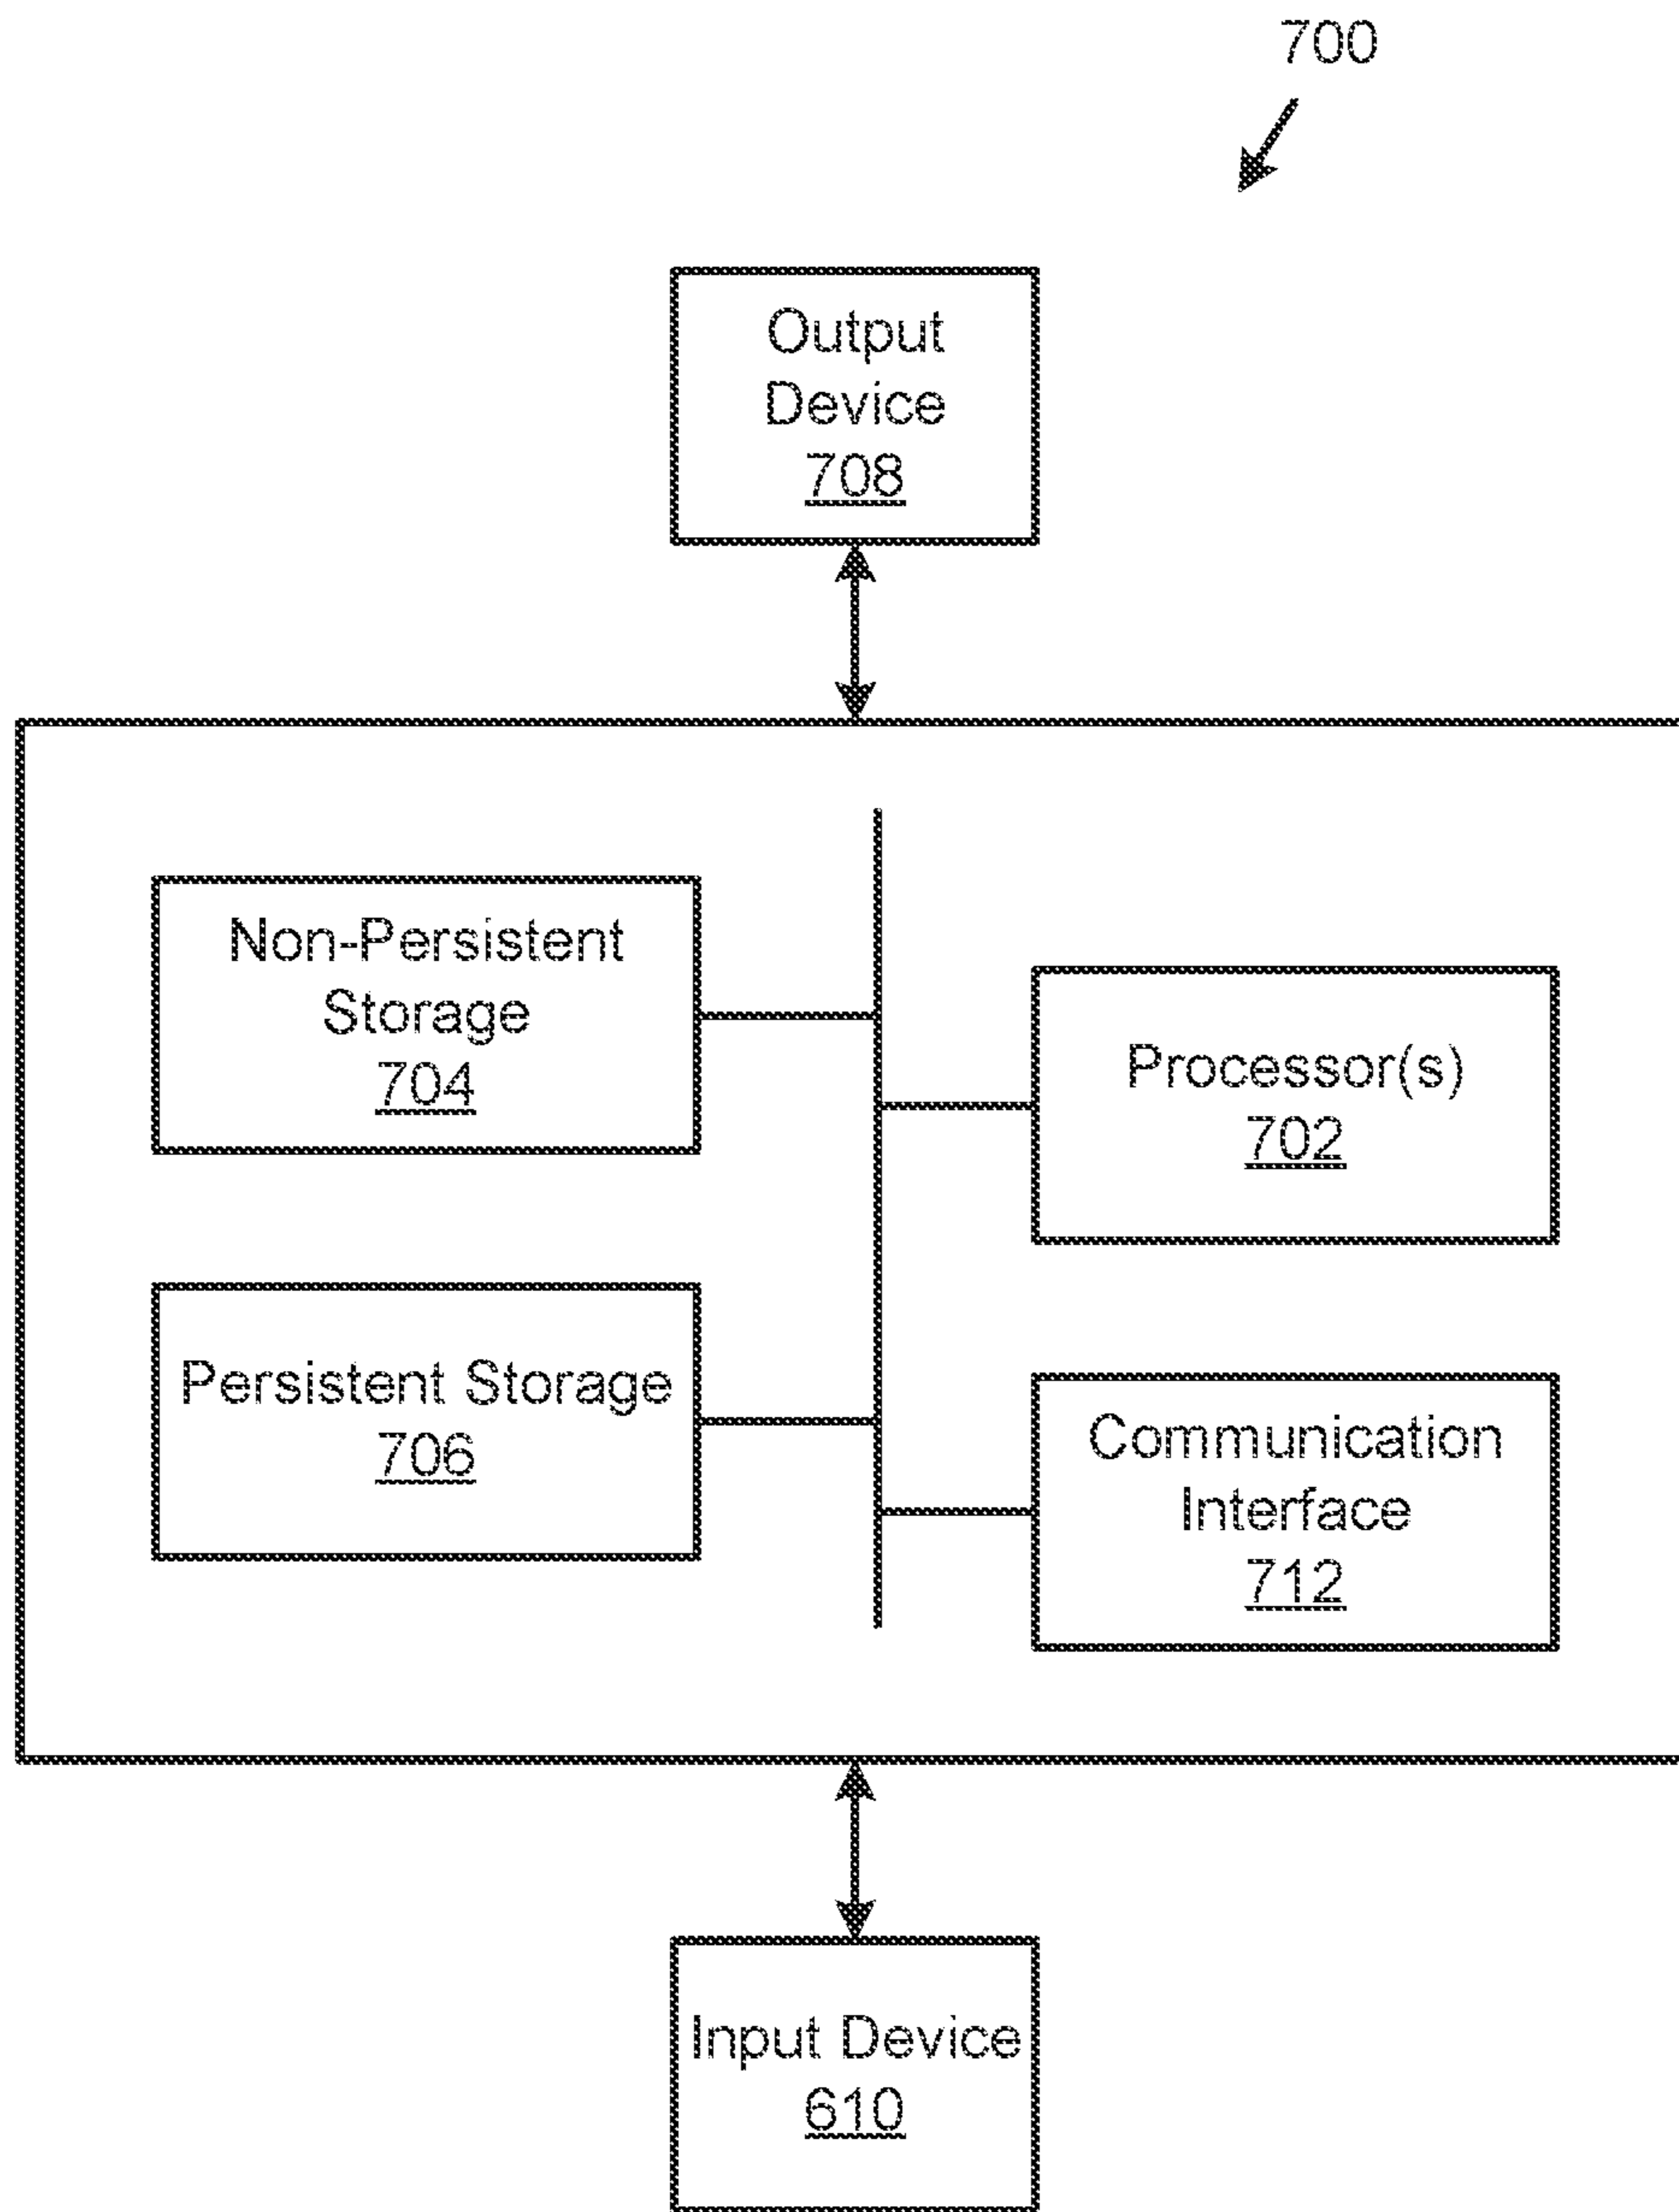 700
Output
Device
708
Non-Persistent
Storage
704
Processor(s)
702
Persistent Storage
706
Communication
Interface
712
Input Device
610